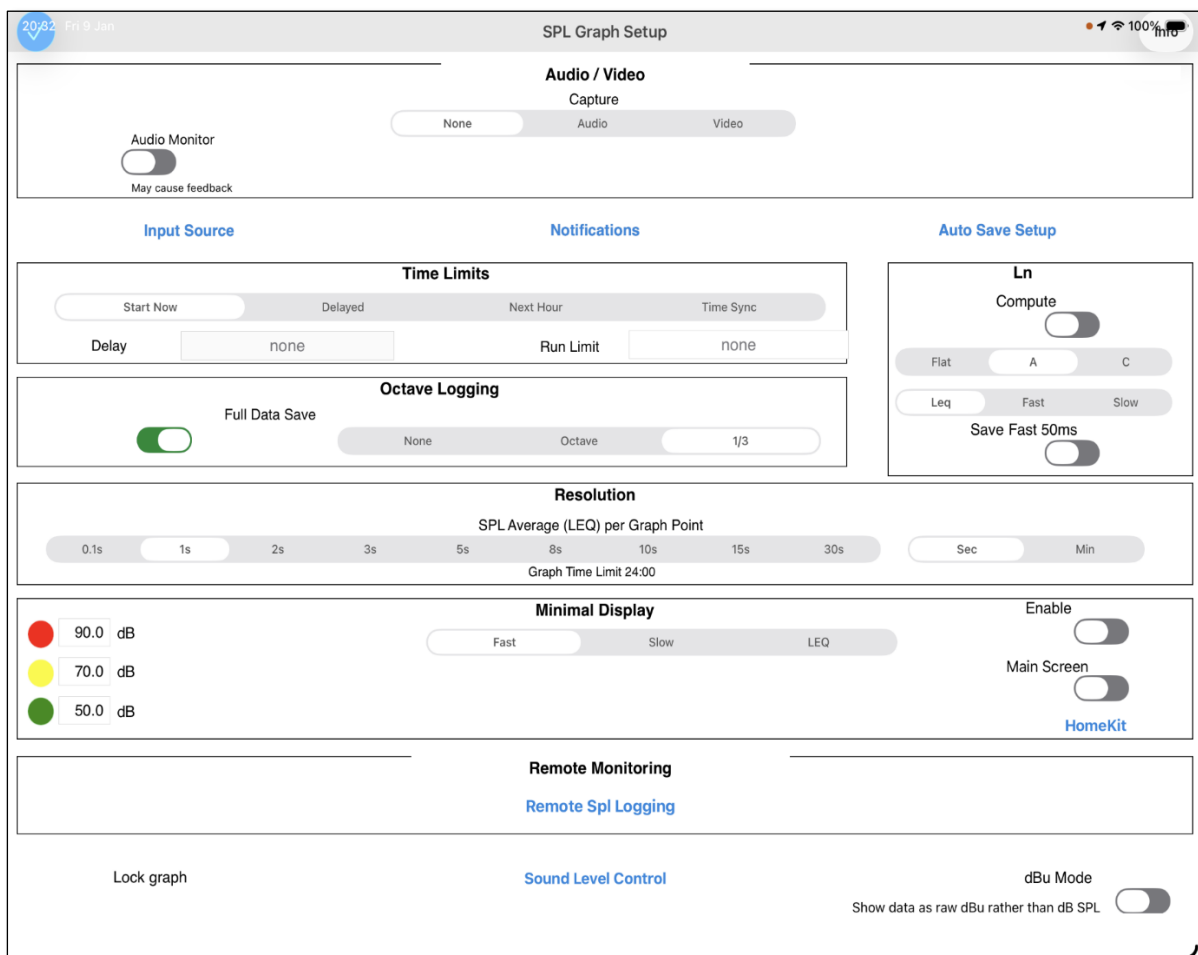 20:32 Fri 9 Jan
SPL Graph Setup
100%
Info
Audio / Video
Capture
None Audio Video
Audio Monitor
May cause feedback
Input Source Notifications Auto Save Setup
Time Limits
Start Now Delayed Next Hour Time Sync
Delay none Run Limit none
Ln
Compute
Flat A C
Leq Fast Slow
Save Fast 50ms
Octave Logging
Full Data Save
None Octave 1/3
Resolution
SPL Average (LEQ) per Graph Point
0.1s 1s 2s 3s 5s 8s 10s 15s 30s Sec Min
Graph Time Limit 24:00
Minimal Display
Enable
90.0 dB
Fast Slow LEQ
70.0 dB
Main Screen
50.0 dB
HomeKit
Remote Monitoring
Remote Spl Logging
Lock graph Sound Level Control dBu Mode
Show data as raw dBu rather than dB SPL